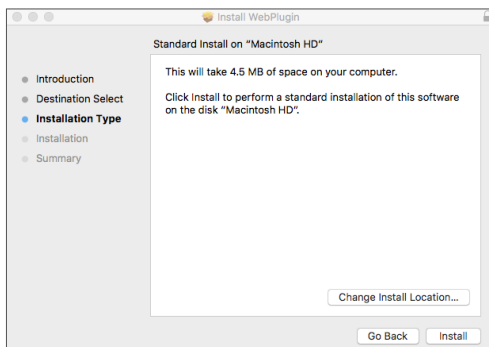 Install WebPlugin
Standard Install on “Macintosh HD”
Introduction
Destination Select
Installation Type
Installation
Summary
This will take 4.5 MB of space on your computer.
Click Install to perform a standard installation of this software
on the disk “Macintosh HD”.
Change Install Location...
Go Back
Install